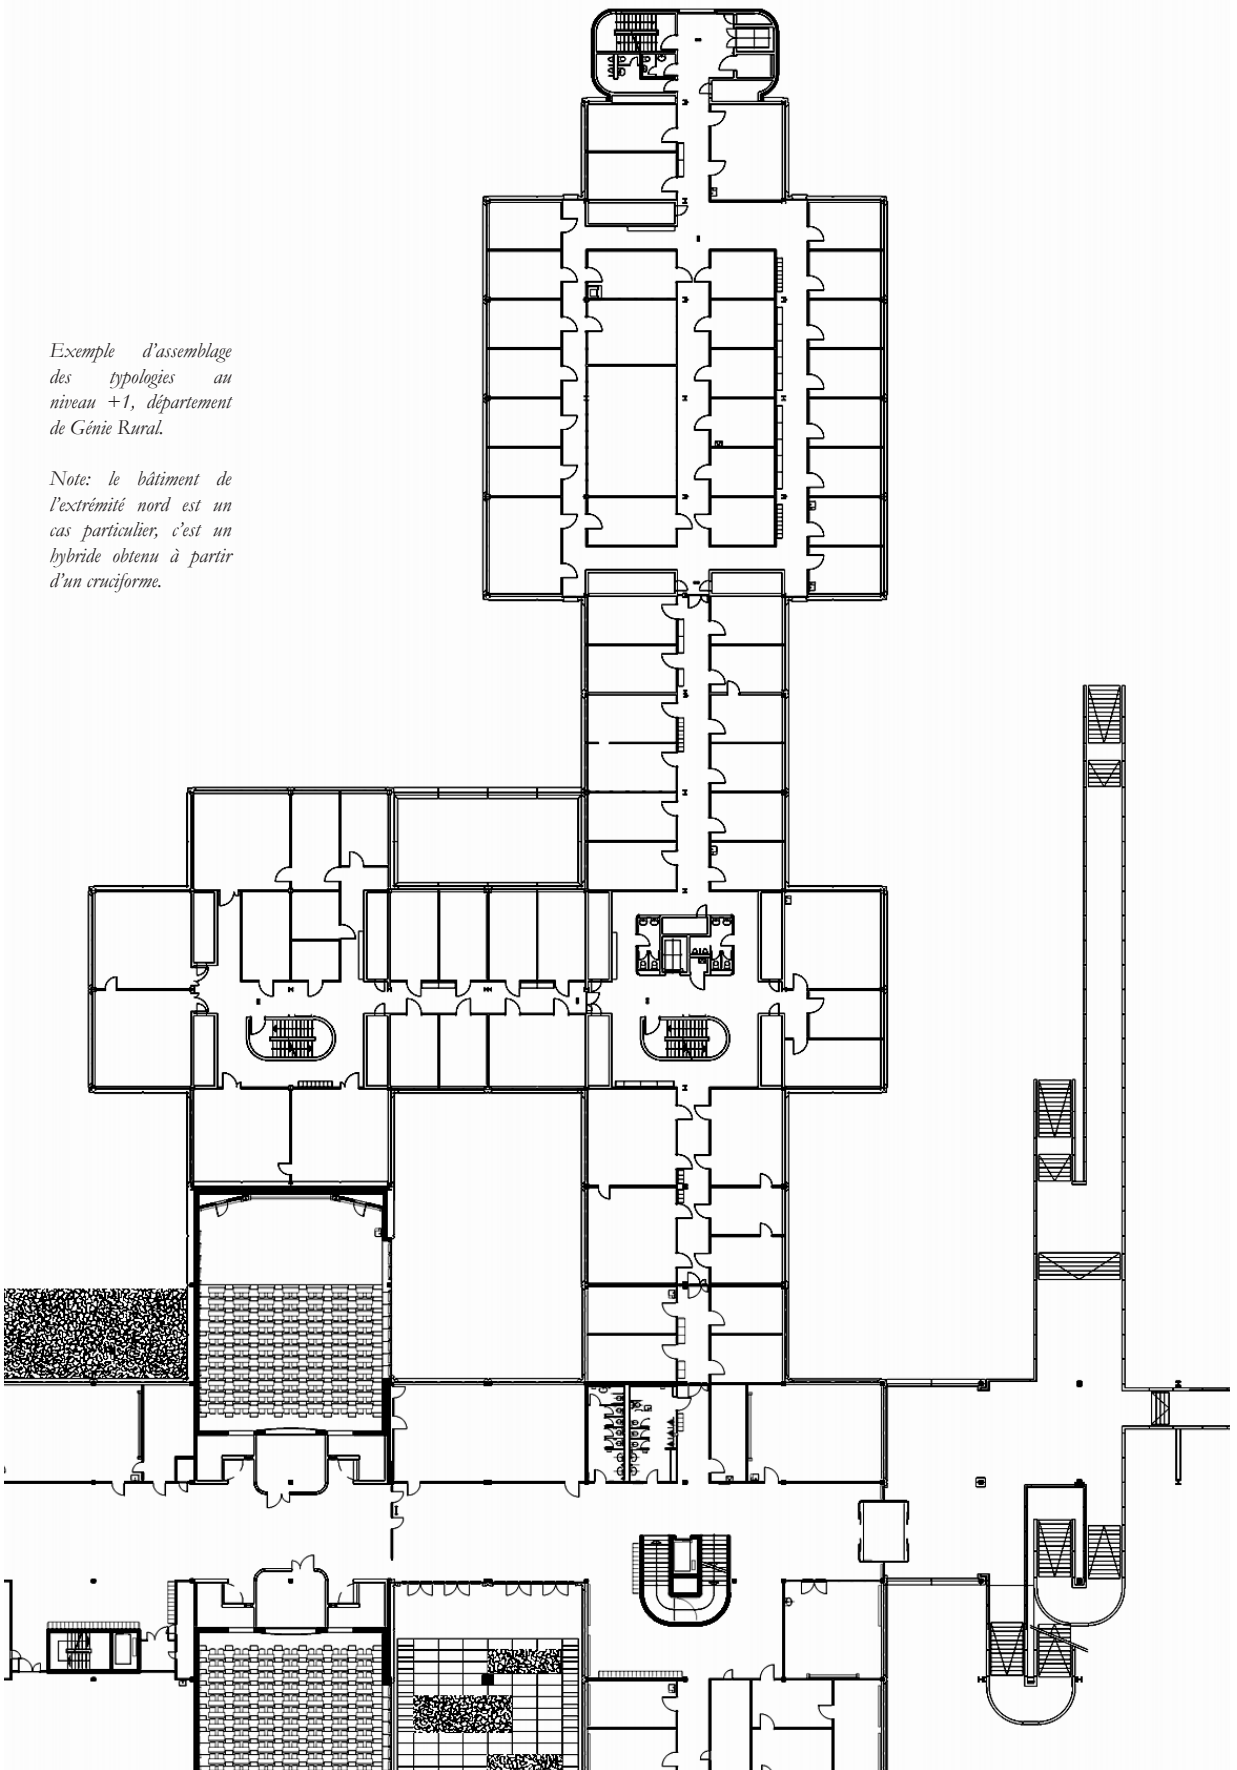 Exemple d'assemblage
des typologies au
niveau +1, département
de Génie Rural.
Note: le bâtiment de
l'extrémité nord est un
cas particulier, c'est un
hybride obtenu à partir
d'un cruciforme.